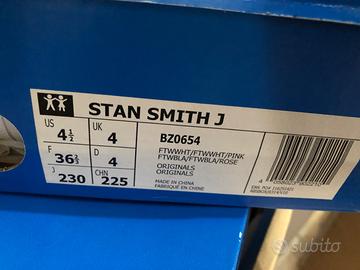 STAN SMITH J
US 4½ UK 4
F 36⅔ D 4
J 230 CHN 225
BZ0654
FTWWHT/FTWWHT/PINK
FTWBLA/FTWBLA/ROSE
ORIGINALS
ORIGINALS
MADE IN CHINA
FABRIQUE EN CHINE
subito